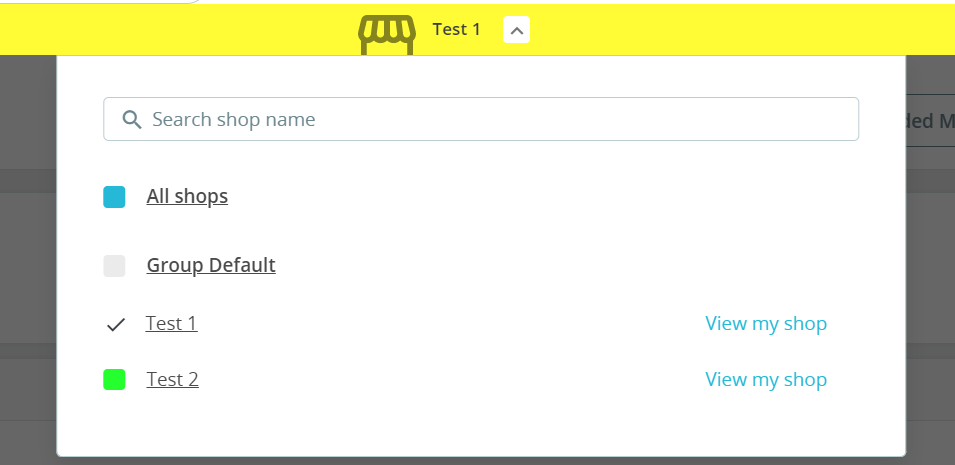 Test 1
Search shop name
All shops
Group Default
Test 1 View my shop
Test 2 View my shop